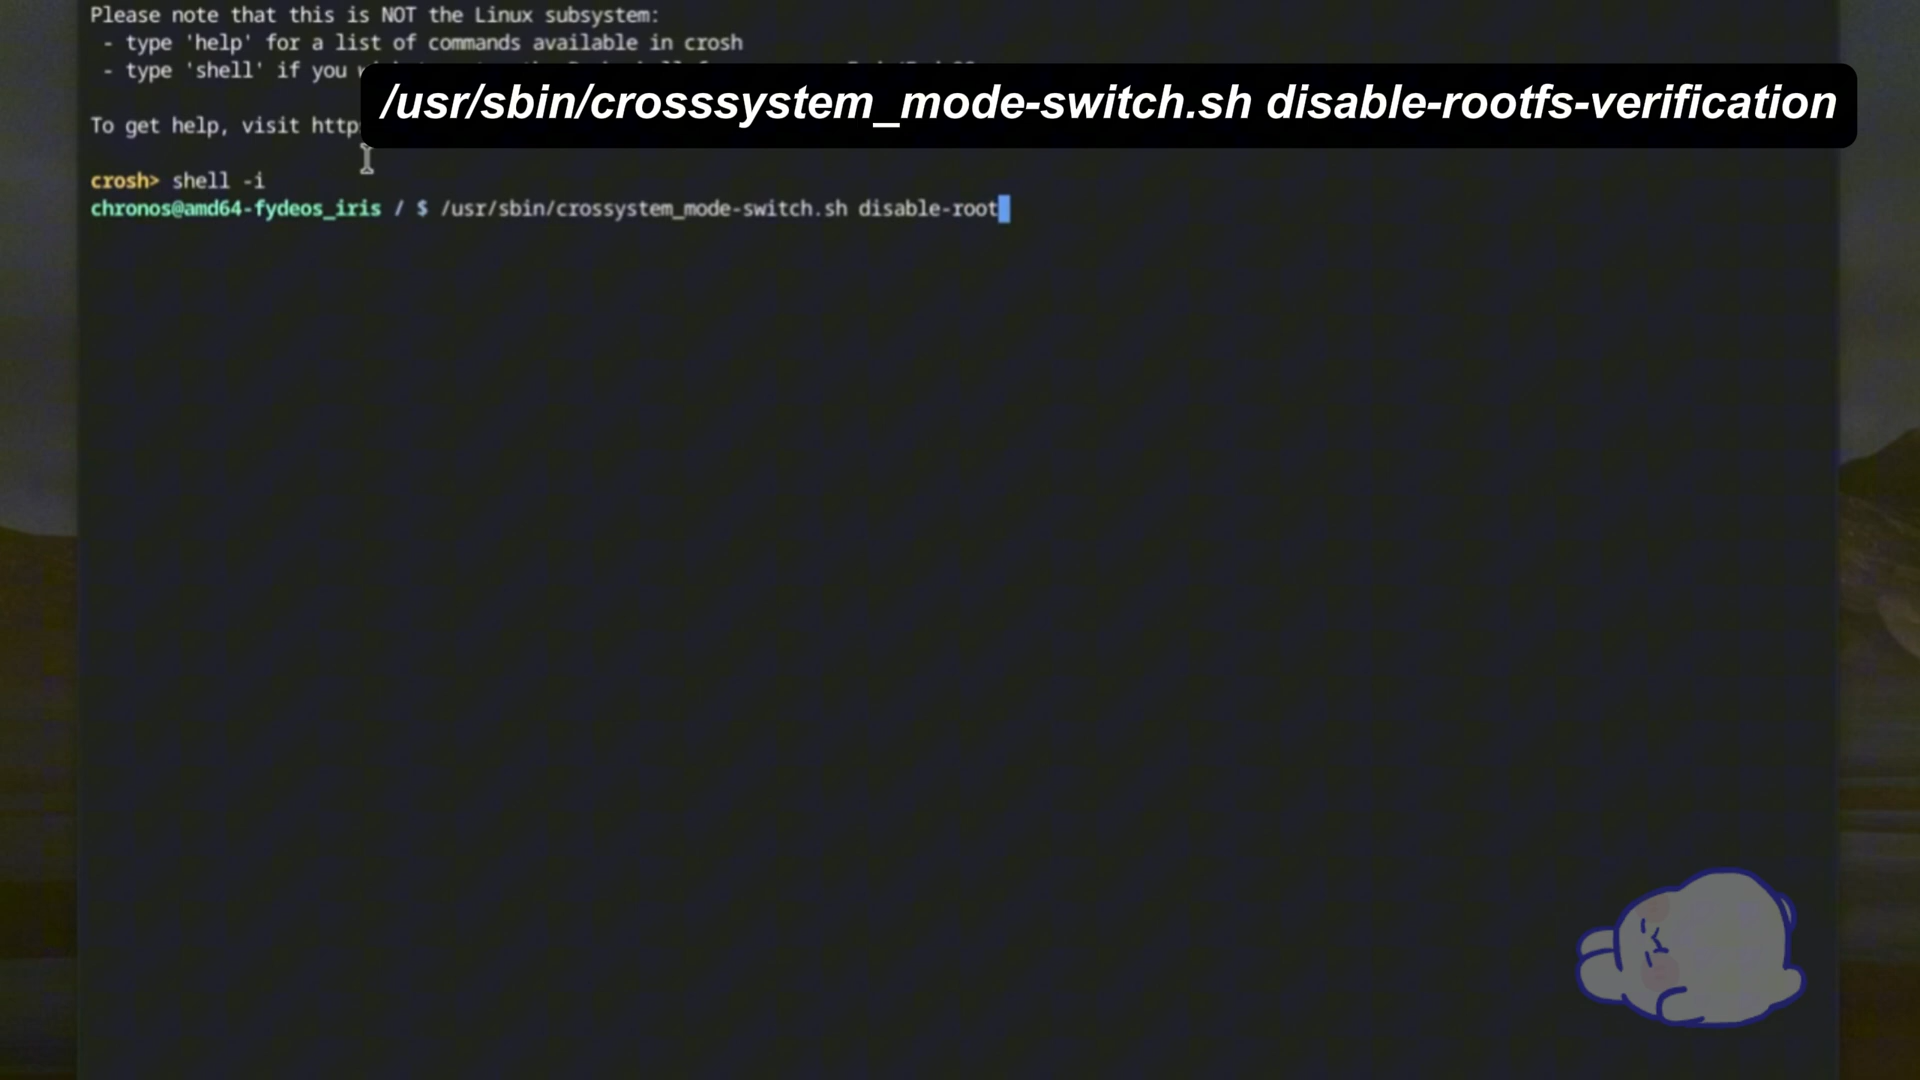 Please note that this is NOT the Linux subsystem:
- type 'help' for a list of commands available in crosh
- type 'shell' if you
/usr/sbin/crosssystem_mode-switch.sh disable-rootfs-verification
To get help, visit http
crosh> shell -i
chronos@amd64-fydeos_iris / $ /usr/sbin/crossystem_mode-switch.sh disable-root